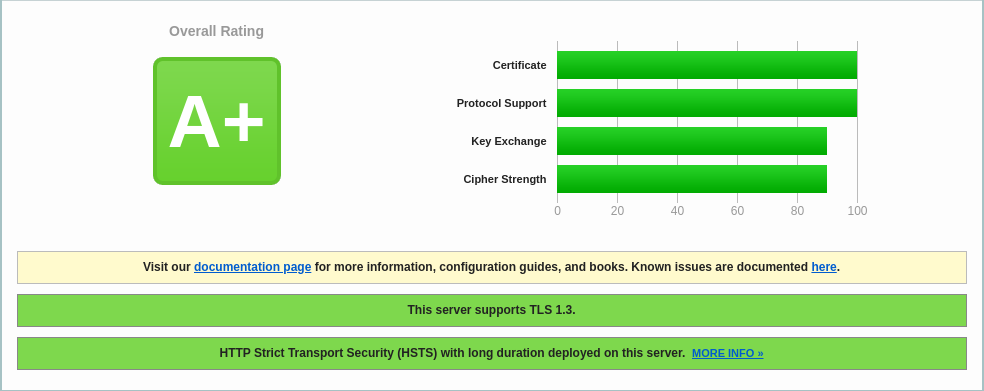 Overall Rating
A+
Certificate
Protocol Support
Key Exchange
Cipher Strength
0 20 40 60 80 100
Visit our documentation page for more information, configuration guides, and books. Known issues are documented here.
This server supports TLS 1.3.
HTTP Strict Transport Security (HSTS) with long duration deployed on this server. MORE INFO »